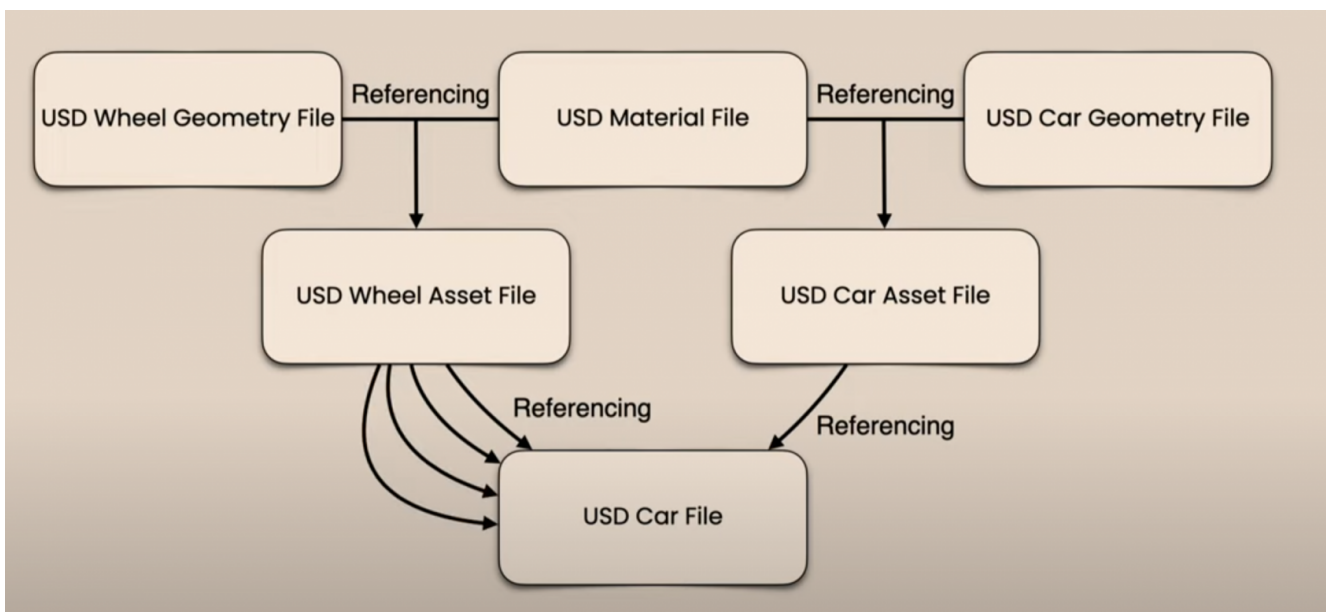 Referencing
Referencing
USD Wheel Geometry File
USD Material File
USD Car Geometry File
USD Wheel Asset File
USD Car Asset File
Referencing
Referencing
USD Car File